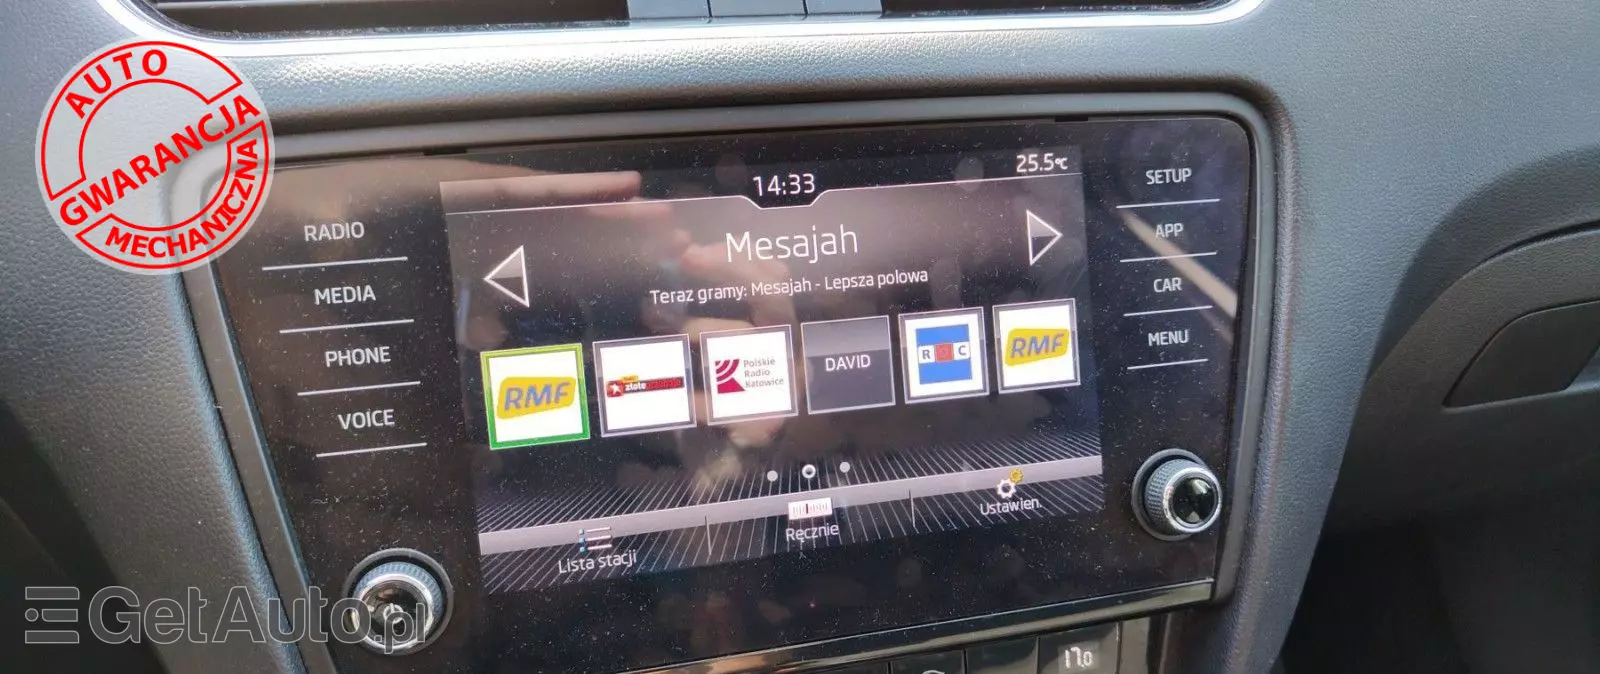 AUTO
GWARANCJA
MECHANICZNA
14:33
25.5°C
RADIO
MEDIA
PHONE
VOICE
SETUP
APP
CAR
MENU
Mesajah
Teraz gramy: Mesajah - Lepsza polowa
RMF
złote
Polskie
Radio
Katowice
DAVID
R C
RMF
Lista stacji
Ręcznie
Ustawien.
GetAuto.pl
17.0